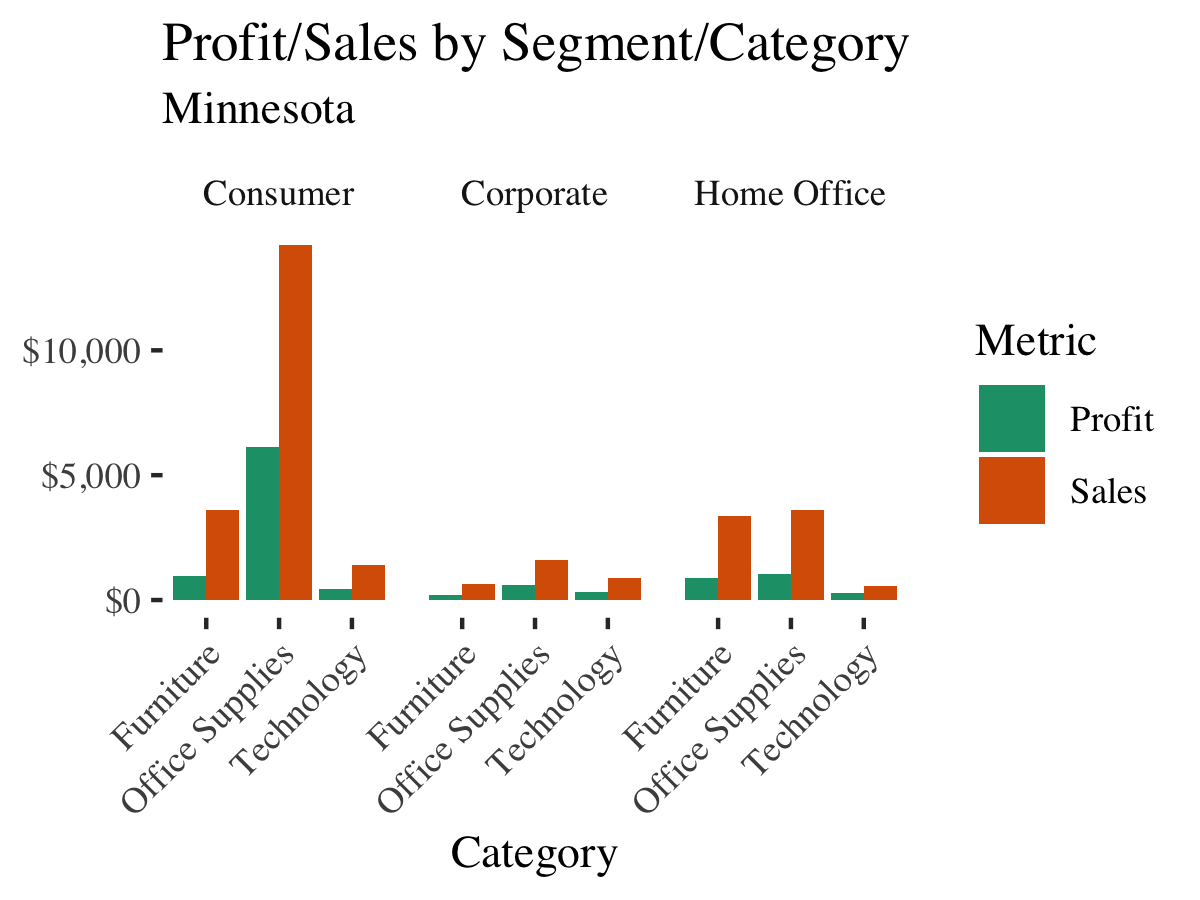 Profit/Sales by Segment/Category
Minnesota
Consumer
Corporate
Home Office
$10,000
$5,000
$0
Furniture
Office Supplies
Technology
Furniture
Office Supplies
Technology
Furniture
Office Supplies
Technology
Category
Metric
Profit
Sales